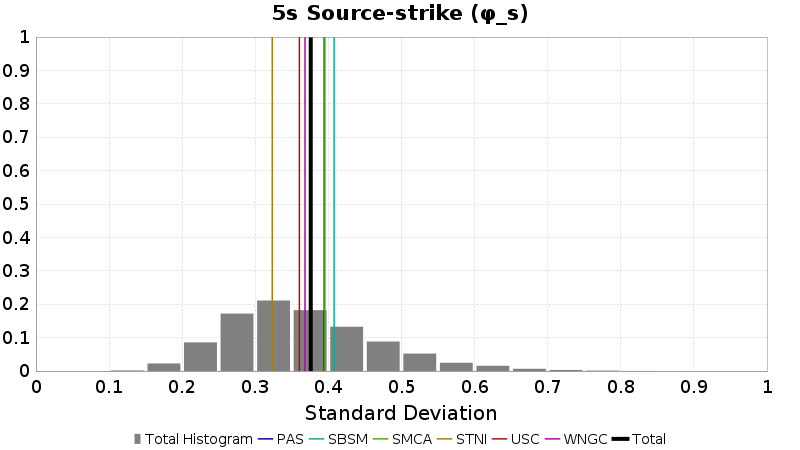 5s Source-strike (φ_s)
1
0.9
0.8
0.7
0.6
0.5
0.4
0.3
0.2
0.1
0
0 0.1 0.2 0.3 0.4 0.5 0.6 0.7 0.8 0.9 1
Standard Deviation
Total Histogram PAS SBSM SMCA STNI USC WNGC Total